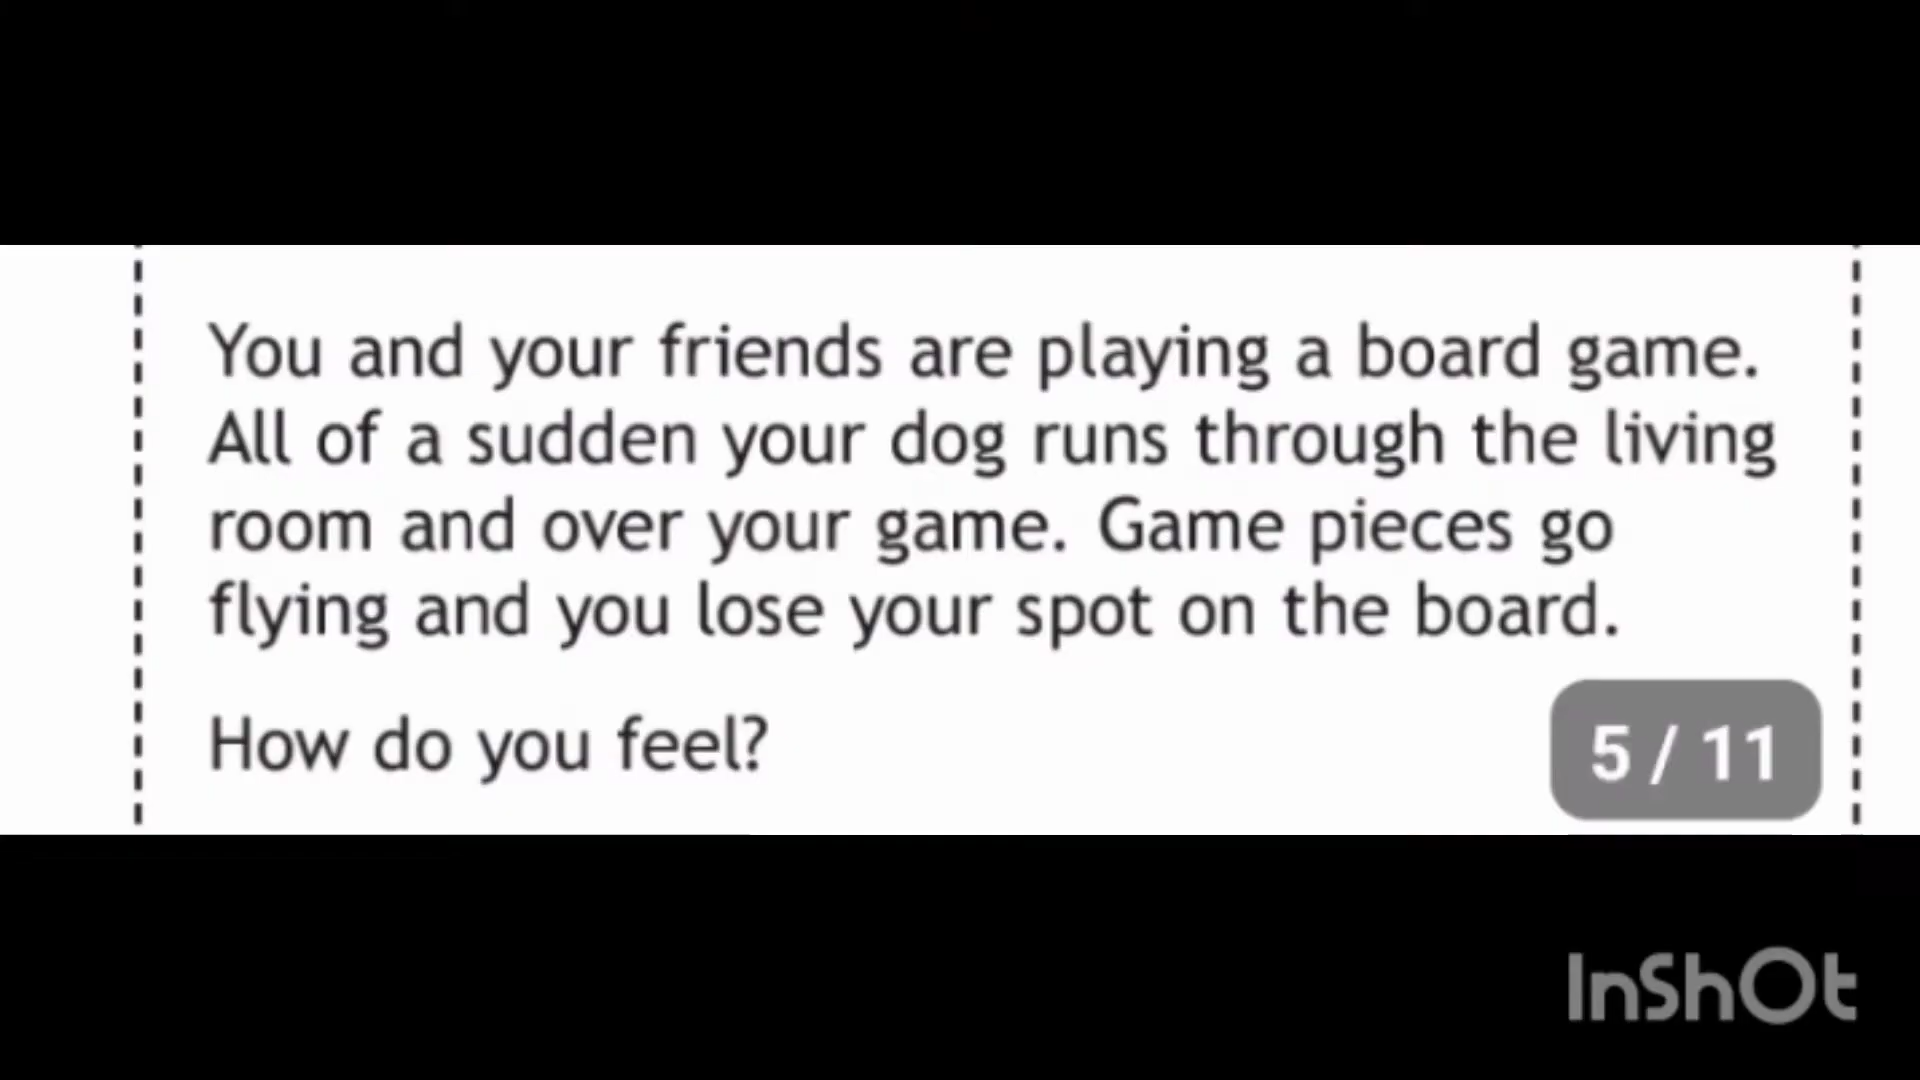 You and your friends are playing a board game.
All of a sudden your dog runs through the living
room and over your game. Game pieces go
flying and you lose your spot on the board.
How do you feel?
5 / 11
InShOt